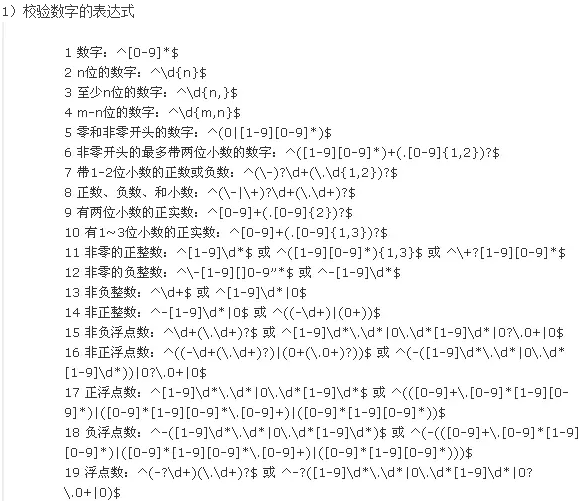 1）校验数字的表达式
1 数字：^[0-9]*$
2 n位的数字：^\d{n}$
3 至少n位的数字：^\d{n,}$
4 m-n位的数字：^\d{m,n}$
5 零和非零开头的数字：^(0|[1-9][0-9]*)$
6 非零开头的最多带两位小数的数字：^([1-9][0-9]*)+(.[0-9]{1,2})?$
7 带1-2位小数的正数或负数：^(\-)?\d+(\.\d{1,2})?$
8 正数、负数、和小数：^(\-|\+)?\d+(\.\d+)?$
9 有两位小数的正实数：^[0-9]+(.[0-9]{2})?$
10 有1~3位小数的正实数：^[0-9]+(.[0-9]{1,3})?$
11 非零的正整数：^[1-9]\d*$ 或 ^([1-9][0-9]*){1,3}$ 或 ^\+?[1-9][0-9]*$
12 非零的负整数：^\-[1-9][]0-9"*$ 或 ^-[1-9]\d*$
13 非负整数：^\d+$ 或 ^[1-9]\d*|0$
14 非正整数：^-[1-9]\d*|0$ 或 ^((-\d+)|(0+))$
15 非负浮点数：^\d+(\.\d+)?$ 或 ^[1-9]\d*\.\d*|0\.\d*[1-9]\d*|0?\.0+|0$
16 非正浮点数：^((-\d+(\.\d+)?)|(0+(\.0+)?))$ 或 ^(-([1-9]\d*\.\d*|0\.\d*
[1-9]\d*))|0?\.0+|0$
17 正浮点数：^[1-9]\d*\.\d*|0\.\d*[1-9]\d*$ 或 ^(([0-9]+\.[0-9]*[1-9][0-
9]*)|([0-9]*[1-9][0-9]*\.[0-9]+)|([0-9]*[1-9][0-9]*))$
18 负浮点数：^-([1-9]\d*\.\d*|0\.\d*[1-9]\d*)$ 或 ^(-(([0-9]+\.[0-9]*[1-9]
[0-9]*)|([0-9]*[1-9][0-9]*\.[0-9]+)|([0-9]*[1-9][0-9]*)))$
19 浮点数：^(-?\d+)(\.\d+)?$ 或 ^-?([1-9]\d*\.\d*|0\.\d*[1-9]\d*|0?
\.0+|0)$